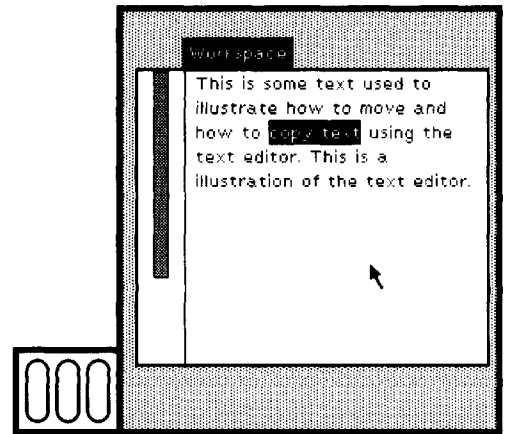 Workspace
This is some text used to
illustrate how to move and
how to copy text using the
text editor. This is a
illustration of the text editor.